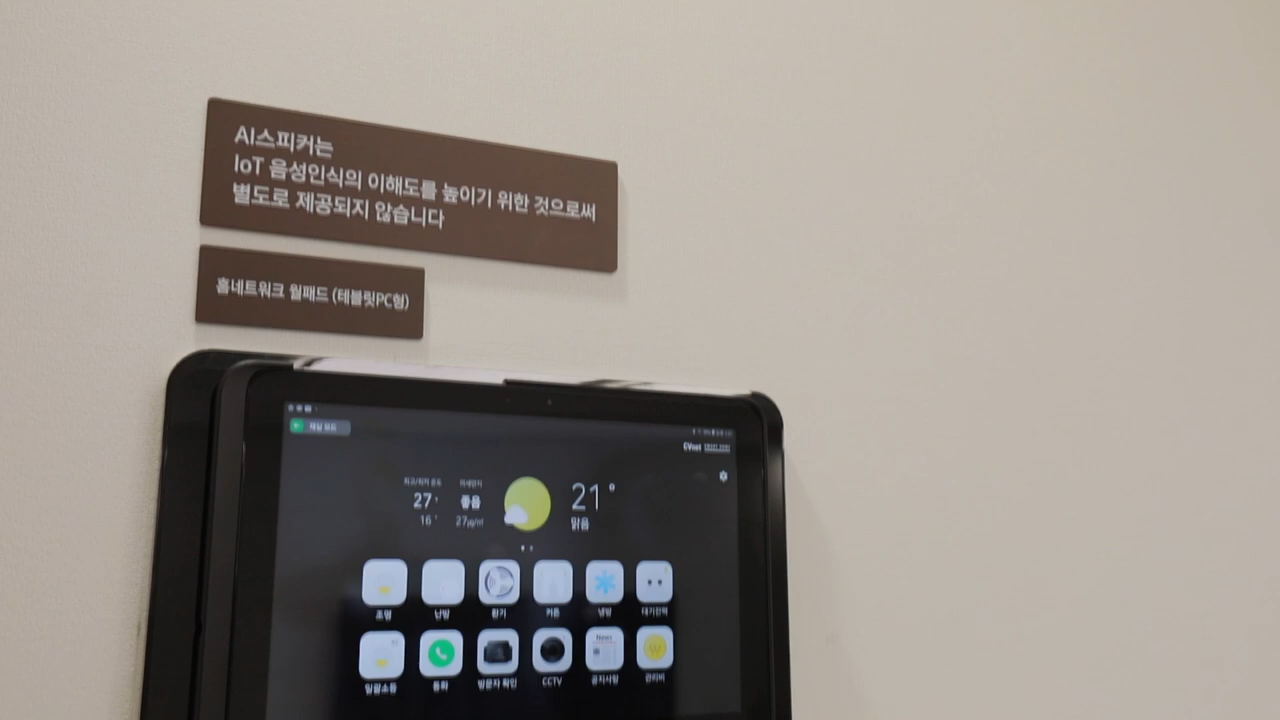 AI스피커는
IoT 음성인식의 이해도를 높이기 위한 것으로써
별도로 제공되지 않습니다
홈네트워크 월패드 (테블릿PC형)
CVnet
최고/최저 온도 미세먼지
27° 좋음 21°
16° 27㎍/㎥ 맑음
조명 난방 환기 커튼 냉방 대기전력
일괄소등 통화 방문자 확인 CCTV 공지사항 관리비
News